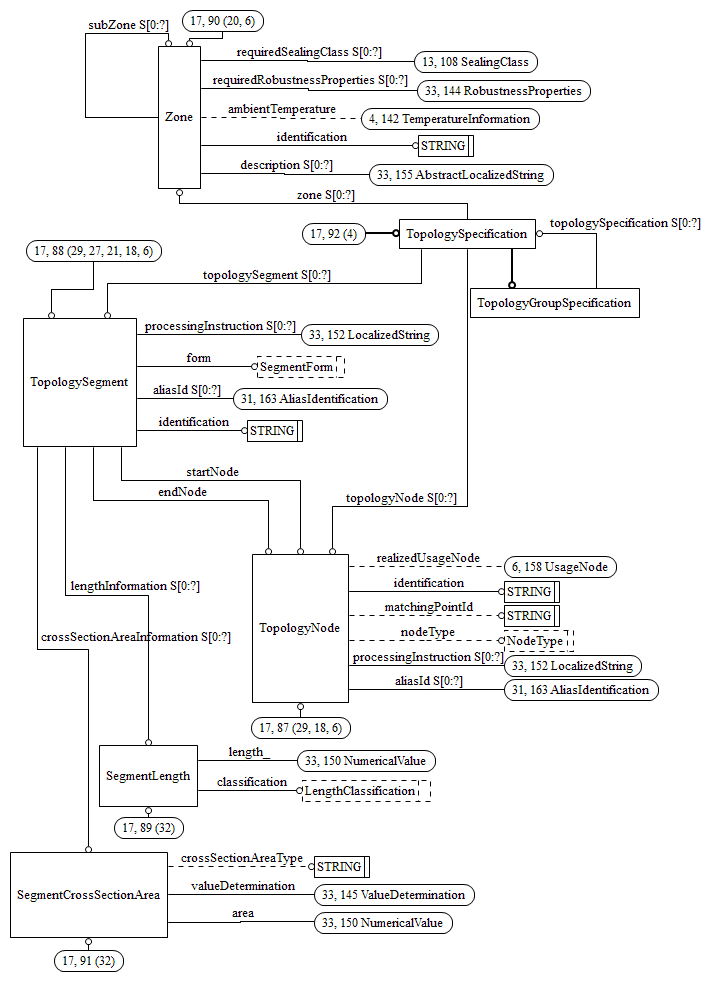 17, 90 (20, 6)
subZone S[0:?]
Zone
requiredSealingClass S[0:?]
13, 108 SealingClass
requiredRobustnessProperties S[0:?]
33, 144 RobustnessProperties
ambientTemperature
4, 142 TemperatureInformation
identification
STRING
description S[0:?]
33, 155 AbstractLocalizedString
zone S[0:?]
17, 92 (4)
TopologySpecification
topologySpecification S[0:?]
17, 88 (29, 27, 21, 18, 6)
topologySegment S[0:?]
TopologyGroupSpecification
TopologySegment
processingInstruction S[0:?]
33, 152 LocalizedString
form
SegmentForm
aliasId S[0:?]
31, 163 AliasIdentification
identification
STRING
startNode
endNode
topologyNode S[0:?]
lengthInformation S[0:?]
crossSectionAreaInformation S[0:?]
TopologyNode
realizedUsageNode
6, 158 UsageNode
identification
STRING
matchingPointId
STRING
nodeType
NodeType
processingInstruction S[0:?]
33, 152 LocalizedString
aliasId S[0:?]
31, 163 AliasIdentification
17, 87 (29, 18, 6)
SegmentLength
length_
33, 150 NumericalValue
classification
LengthClassification
17, 89 (32)
SegmentCrossSectionArea
crossSectionAreaType
STRING
valueDetermination
33, 145 ValueDetermination
area
33, 150 NumericalValue
17, 91 (32)